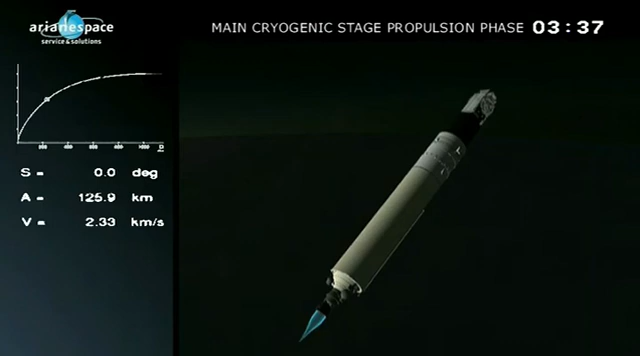 arianespace
service & solutions
MAIN CRYOGENIC STAGE PROPULSION PHASE 03:37
S = 0.0 deg
A = 125.9 km
V = 2.33 km/s